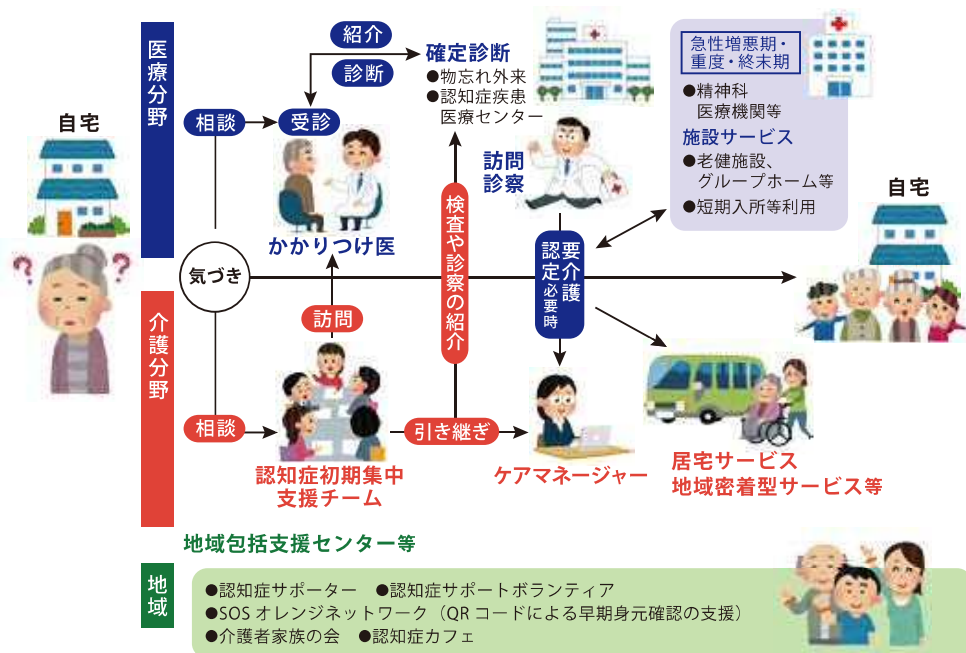 医療分野
自宅
??
気づき
相談
受診
紹介
診断
かかりつけ医
確定診断
●物忘れ外来
●認知症疾患
医療センター
訪問
診察
急性増悪期・
重度・終末期
●精神科
医療機関等
施設サービス
●老健施設、
グループホーム等
●短期入所等利用
自宅
検査や診察の紹介
要介護
認定必要時
介護分野
訪問
相談
認知症初期集中
支援チーム
引き継ぎ
ケアマネージャー
居宅サービス
地域密着型サービス等
地域包括支援センター等
地域
●認知症サポーター ●認知症サポートボランティア
●SOS オレンジネットワーク（QR コードによる早期身元確認の支援）
●介護者家族の会 ●認知症カフェ